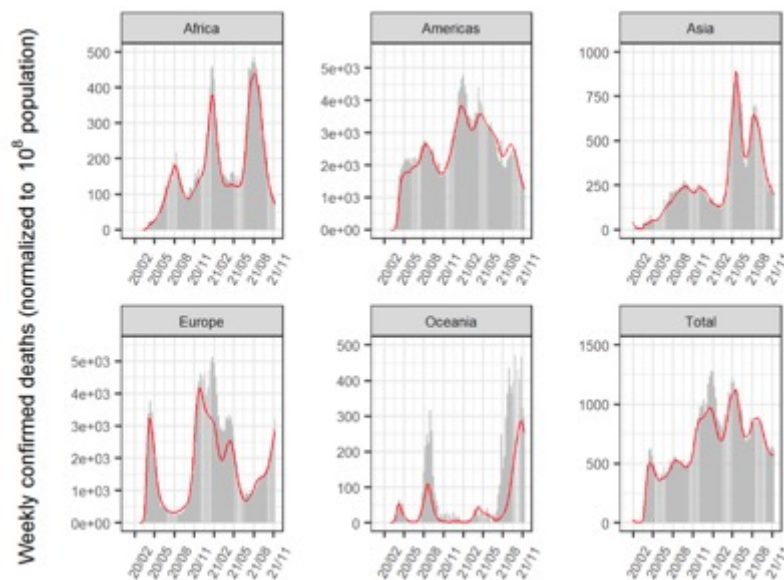 Weekly confirmed deaths (normalized to 10^8 population)
Africa
500
400
300
200
100
0
20/02 20/05 20/08 20/11 21/02 21/05 21/08 21/11
Americas
5e+03
4e+03
3e+03
2e+03
1e+03
0e+00
20/02 20/05 20/08 20/11 21/02 21/05 21/08 21/11
Asia
1000
750
500
250
0
20/02 20/05 20/08 20/11 21/02 21/05 21/08 21/11
Europe
5e+03
4e+03
3e+03
2e+03
1e+03
0e+00
20/02 20/05 20/08 20/11 21/02 21/05 21/08 21/11
Oceania
500
400
300
200
100
0
20/02 20/05 20/08 20/11 21/02 21/05 21/08 21/11
Total
1500
1000
500
0
20/02 20/05 20/08 20/11 21/02 21/05 21/08 21/11